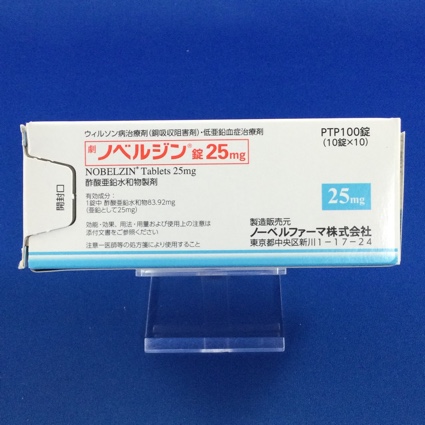 ウィルソン病治療剤(銅吸収阻害剤)・低亜鉛血症治療剤
PTP100錠
(10錠×10)
劇 ノベルジン®錠25mg
NOBELZIN® Tablets 25mg
酢酸亜鉛水和物製剤
25mg
開封口
有効成分:
1錠中 酢酸亜鉛水和物83.92mg
(亜鉛として25mg)
効能・効果、用法・用量および使用上の注意は
添付文書をご参照ください
注意-医師等の処方箋により使用すること
製造販売元
ノーベルファーマ株式会社
東京都中央区新川1-17-24